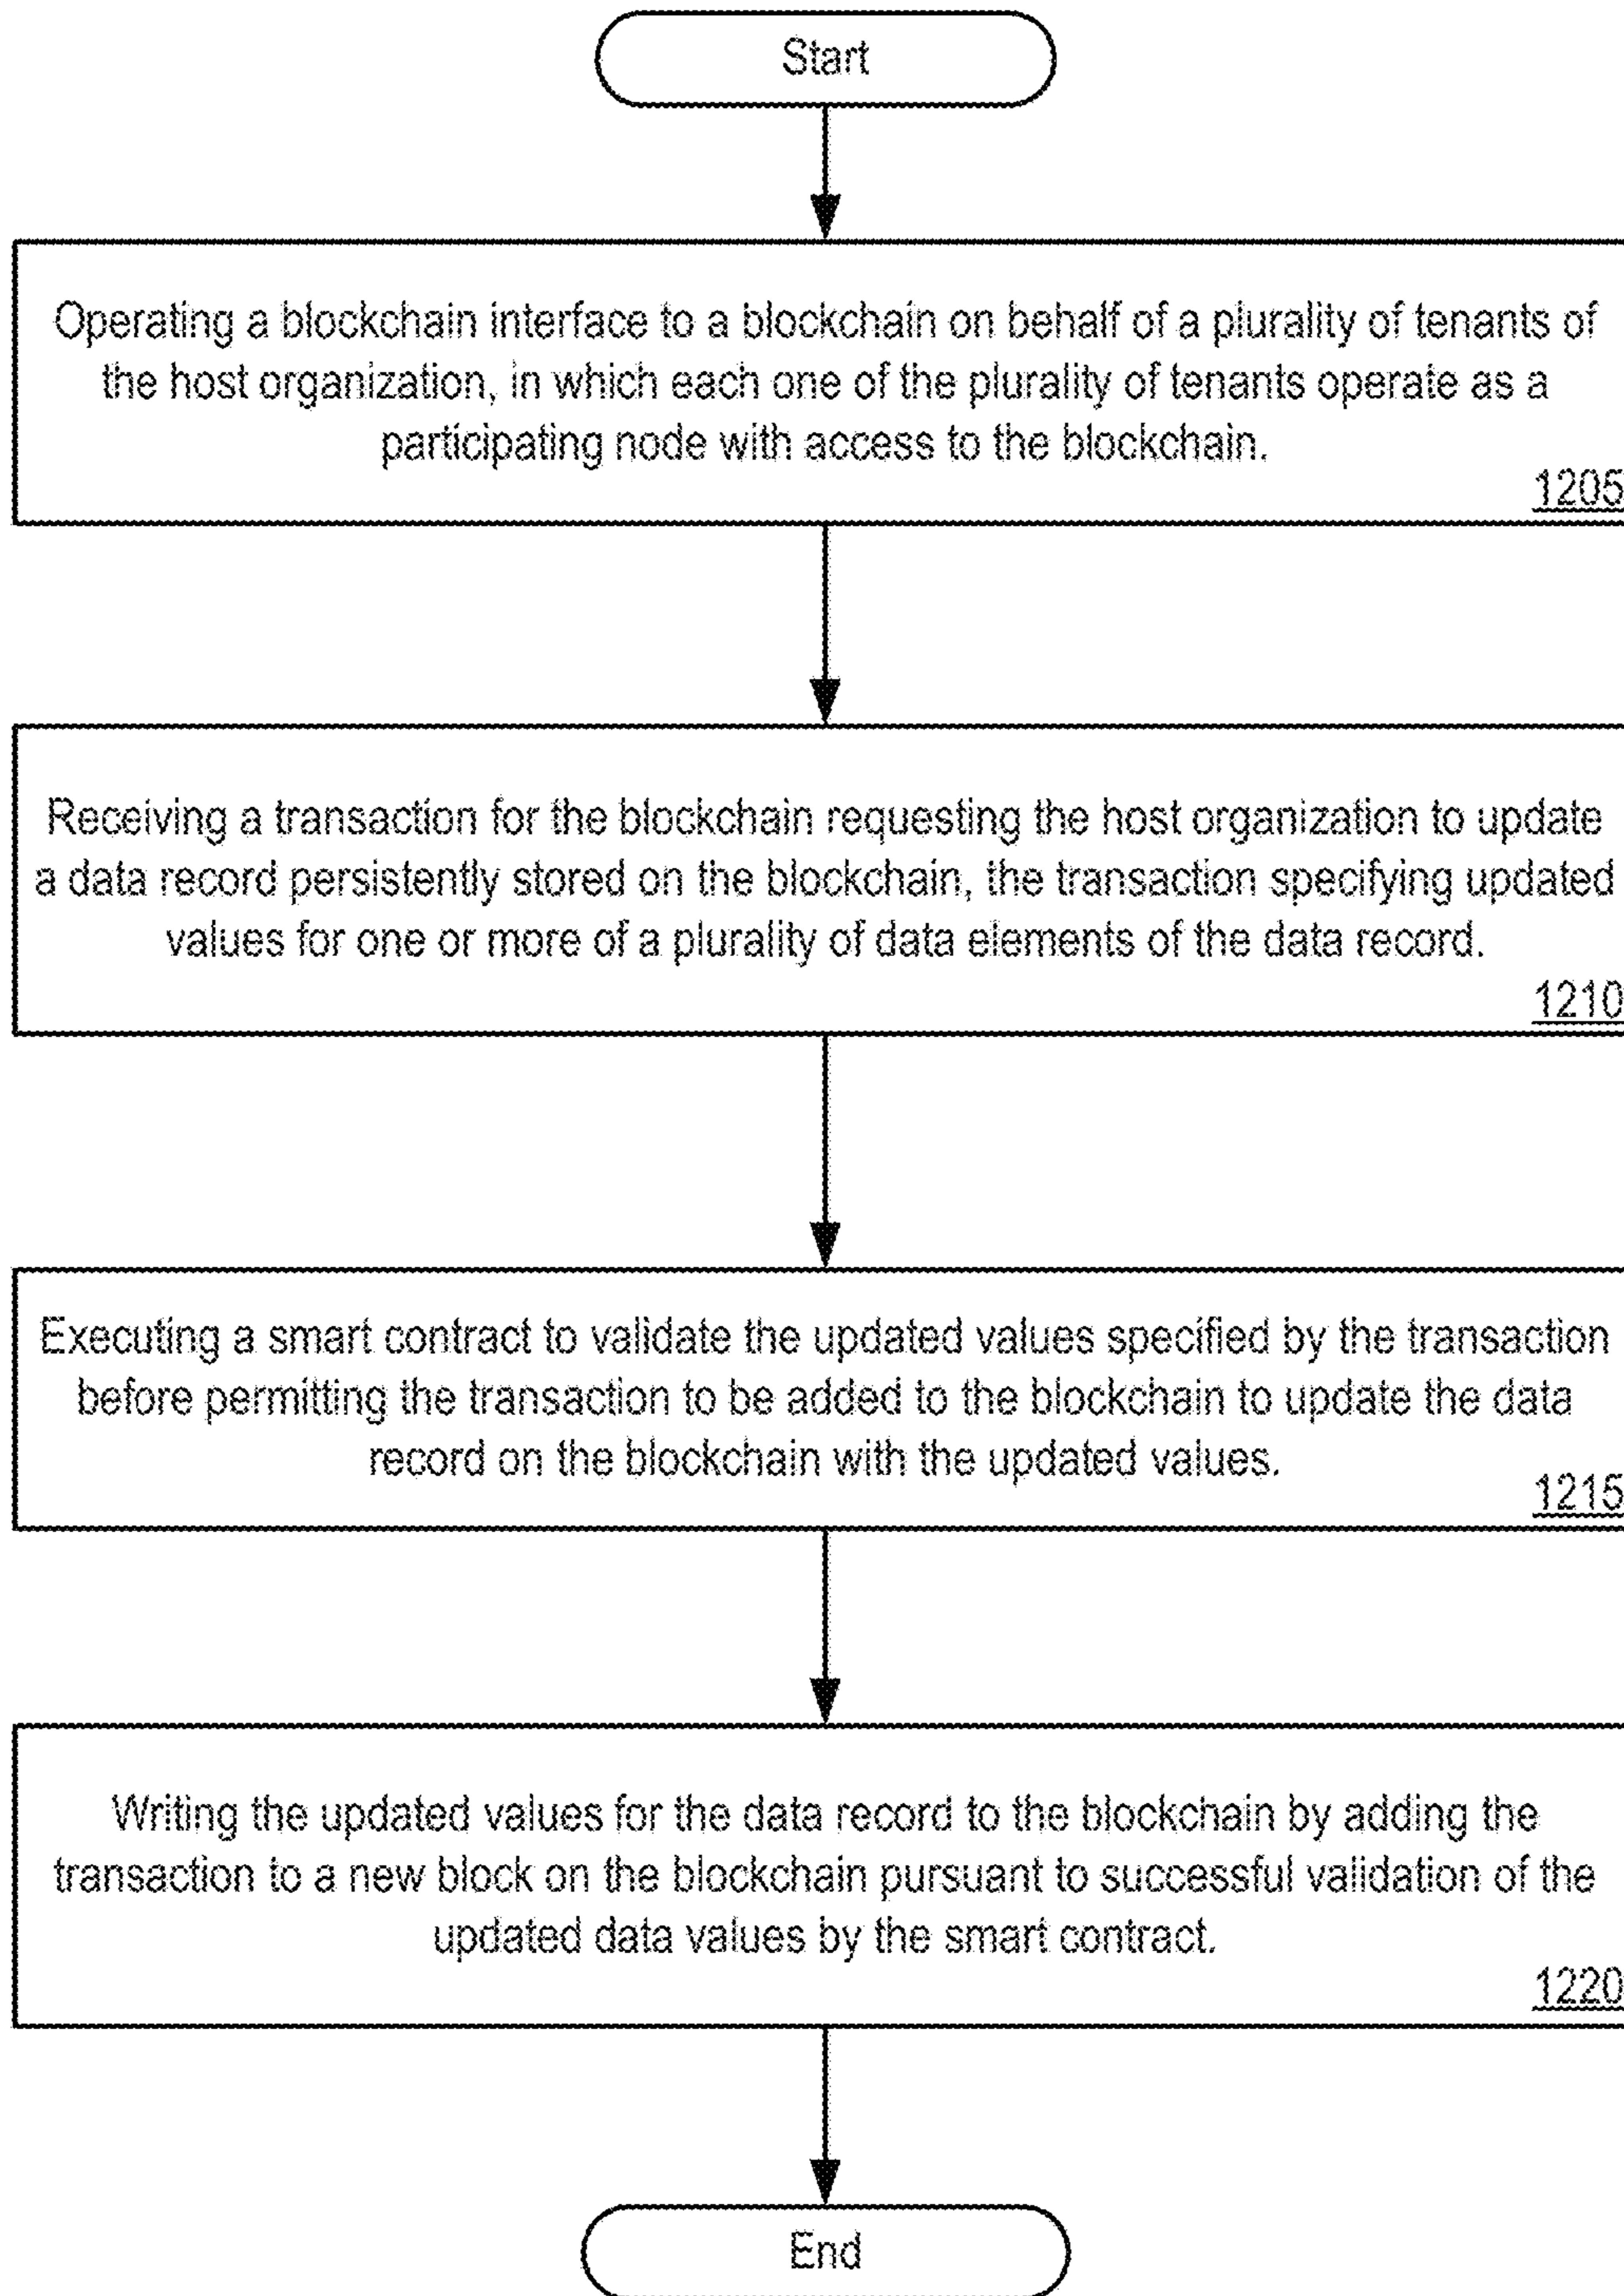 Start
Operating a blockchain interface to a blockchain on behalf of a plurality of tenants of
the host organization, in which each one of the plurality of tenants operate as a
participating node with access to the blockchain.
1205
Receiving a transaction for the blockchain requesting the host organization to update
a data record persistently stored on the blockchain, the transaction specifying updated
values for one or more of a plurality of data elements of the data record.
1210
Executing a smart contract to validate the updated values specified by the transaction
before permitting the transaction to be added to the blockchain to update the data
record on the blockchain with the updated values.
1215
Writing the updated values for the data record to the blockchain by adding the
transaction to a new block on the blockchain pursuant to successful validation of the
updated data values by the smart contract.
1220
End